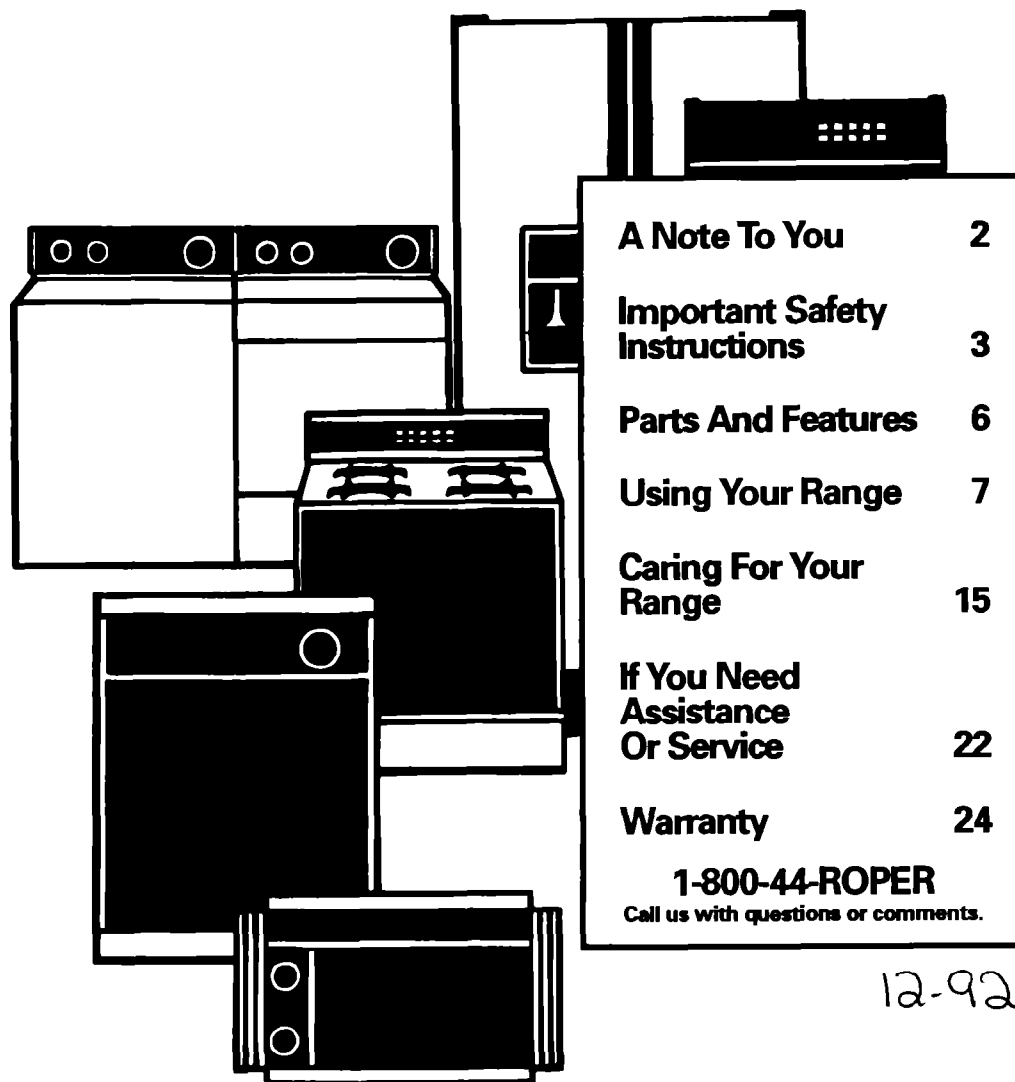 A Note To You 2
Important Safety
Instructions 3
Parts And Features 6
Using Your Range 7
Caring For Your
Range 15
If You Need
Assistance
Or Service 22
Warranty 24
1-800-44-ROPER
Call us with questions or comments.
12-92